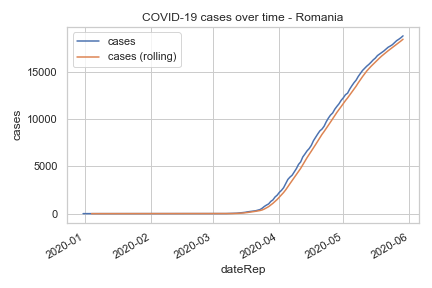 COVID-19 cases over time - Romania
cases
cases (rolling)
15000
10000
5000
0
cases
2020-01
2020-02
2020-03
2020-04
2020-05
2020-06
dateRep